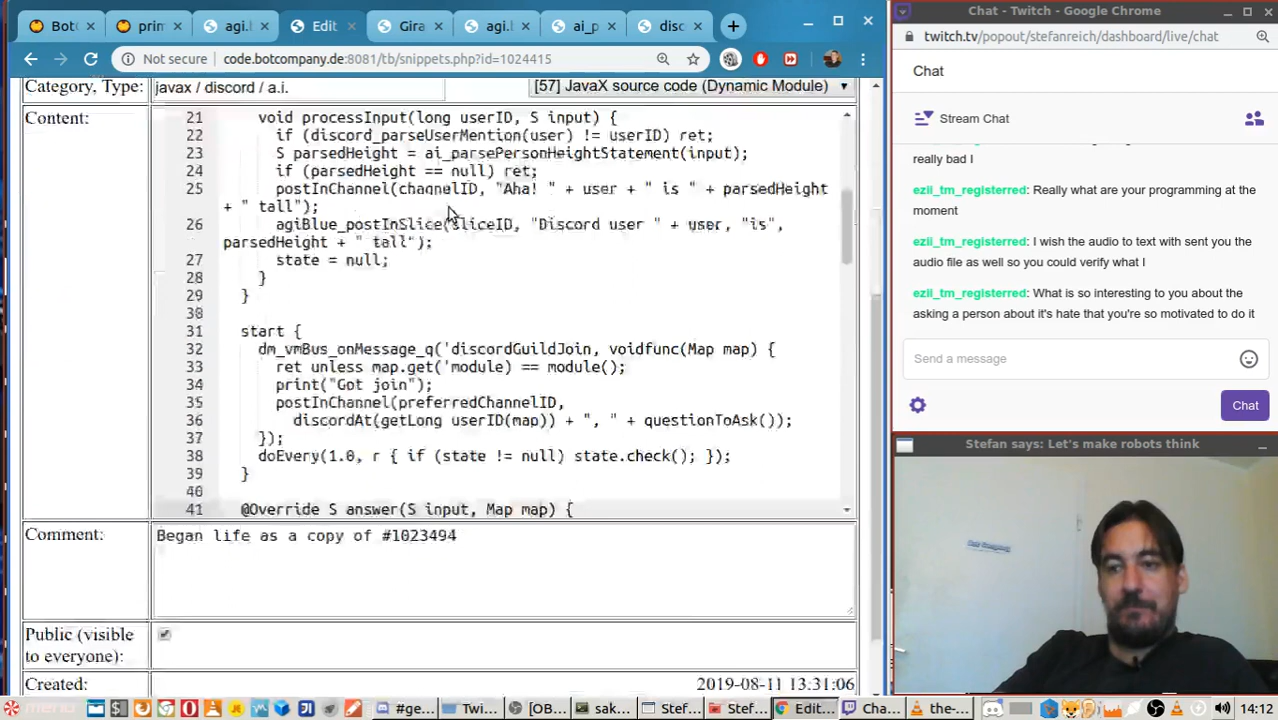 BotC
prim
agi.l
Edit
Gira
agi.l
ai_p
disc
Chat - Twitch - Google Chrome
Not secure
code.botcompany.de:8081/tb/snippets.php?id=1024415
twitch.tv/popout/stefanreich/dashboard/live/chat
Category, Type:
javax / discord / a.i.
[57] JavaX source code (Dynamic Module)
Content:
21 void processInput(long userID, S input) {
22 if (discord_parseUserMention(user) != userID) ret;
23 S parsedHeight = ai_parsePersonHeightStatement(input);
24 if (parsedHeight == null) ret;
25 postInChannel(channelID, "Aha! " + user + " is " + parsedHeight
+ " tall");
26 agiBlue_postInSlice(sliceID, "Discord user " + user, "is",
parsedHeight + " tall");
27 state = null;
28 }
29 }
30
31 start {
32 dm_vmBus_onMessage_q('discordGuildJoin, voidfunc(Map map) {
33 ret unless map.get('module) == module();
34 print("Got join");
35 postInChannel(preferredChannelID,
36 discordAt(getLong userID(map)) + ", " + questionToAsk());
37 });
38 doEvery(1.0, r { if (state != null) state.check(); });
39 }
40
41 @Override S answer(S input, Map map) {
Comment:
Began life as a copy of #1023494
Public (visible
to everyone):
Created:
2019-08-11 13:31:06
Chat
Stream Chat
really bad I
ezii_tm_registerred: Really what are your programming at the
moment
ezii_tm_registerred: I wish the audio to text with sent you the
audio file as well so you could verify what I
ezii_tm_registerred: What is so interesting to you about the
asking a person about it's hate that you're so motivated to do it
Send a message
Chat
Stefan says: Let's make robots think
menu
#ge
Twi
[OB
sak
Stef
Stef
Edit
Cha
the-
14:12